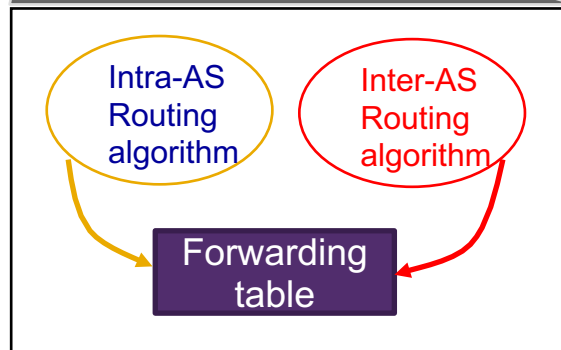 Intra-AS
Routing
algorithm
Inter-AS
Routing
algorithm
Forwarding
table